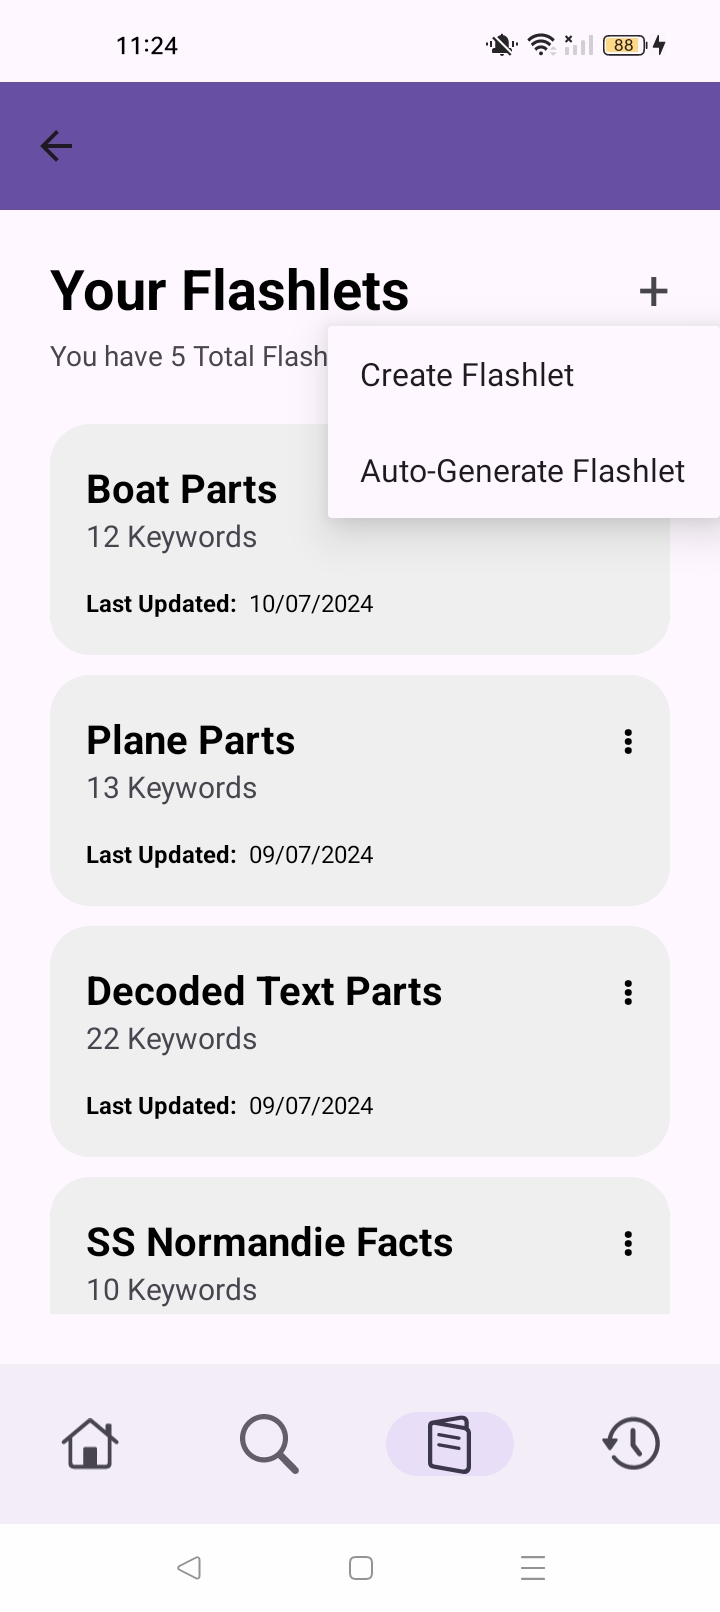 11:24
88
Your Flashlets
You have 5 Total Flash
Create Flashlet
Auto-Generate Flashlet
Boat Parts
12 Keywords
Last Updated: 10/07/2024
Plane Parts
13 Keywords
Last Updated: 09/07/2024
Decoded Text Parts
22 Keywords
Last Updated: 09/07/2024
SS Normandie Facts
10 Keywords